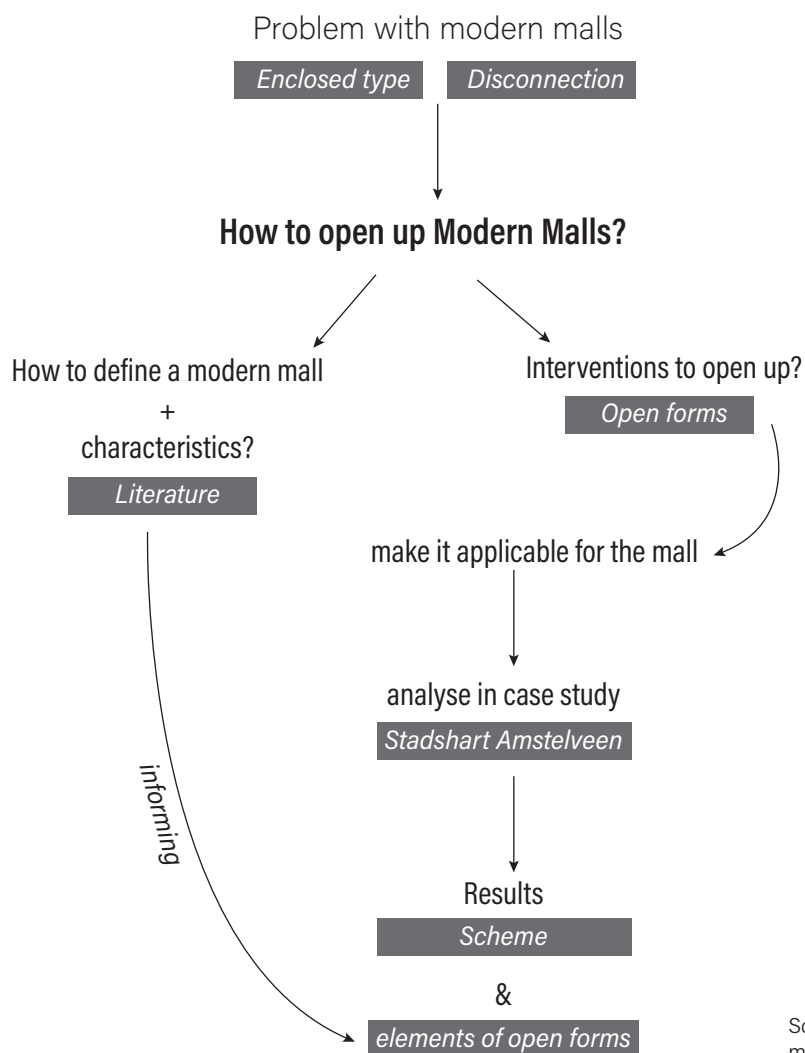 Problem with modern malls
Enclosed type
Disconnection
How to open up Modern Malls?
How to define a modern mall
+
characteristics?
Literature
Interventions to open up?
Open forms
make it applicable for the mall
analyse in case study
Stadshart Amstelveen
informing
Results
Scheme
&
elements of open forms